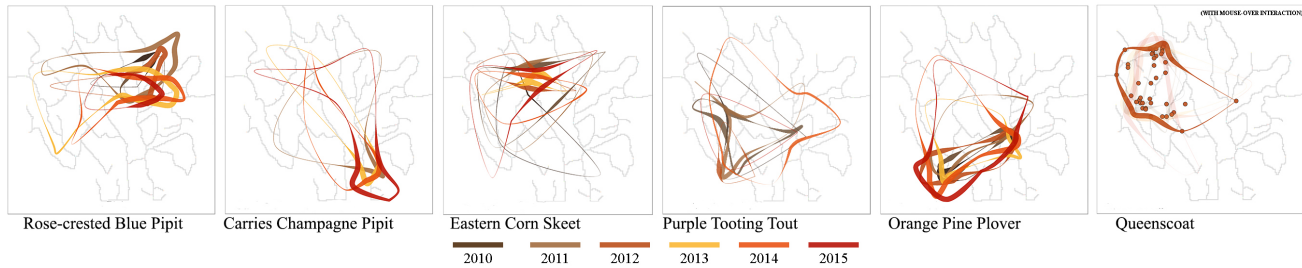 (WITH MOUSE-OVER INTERACTION)
Rose-crested Blue Pipit
Carries Champagne Pipit
Eastern Corn Skeet
Purple Tooting Tout
Orange Pine Plover
Queenscoat
2010
2011
2012
2013
2014
2015